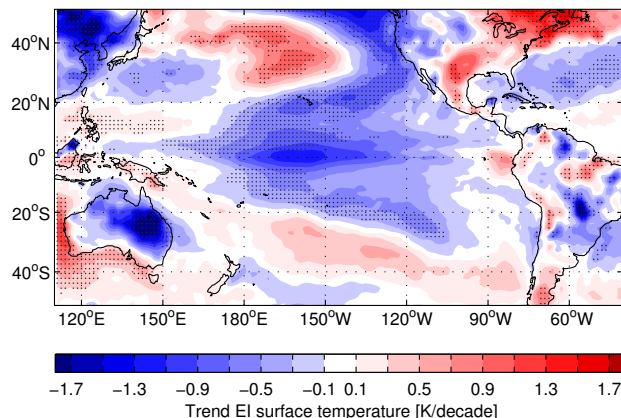 40°N
20°N
0°
20°S
40°S
120°E 150°E 180°E 150°W 120°W 90°W 60°W
−1.7 −1.3 −0.9 −0.5 −0.1 0.1 0.5 0.9 1.3 1.7
Trend EI surface temperature [K/decade]